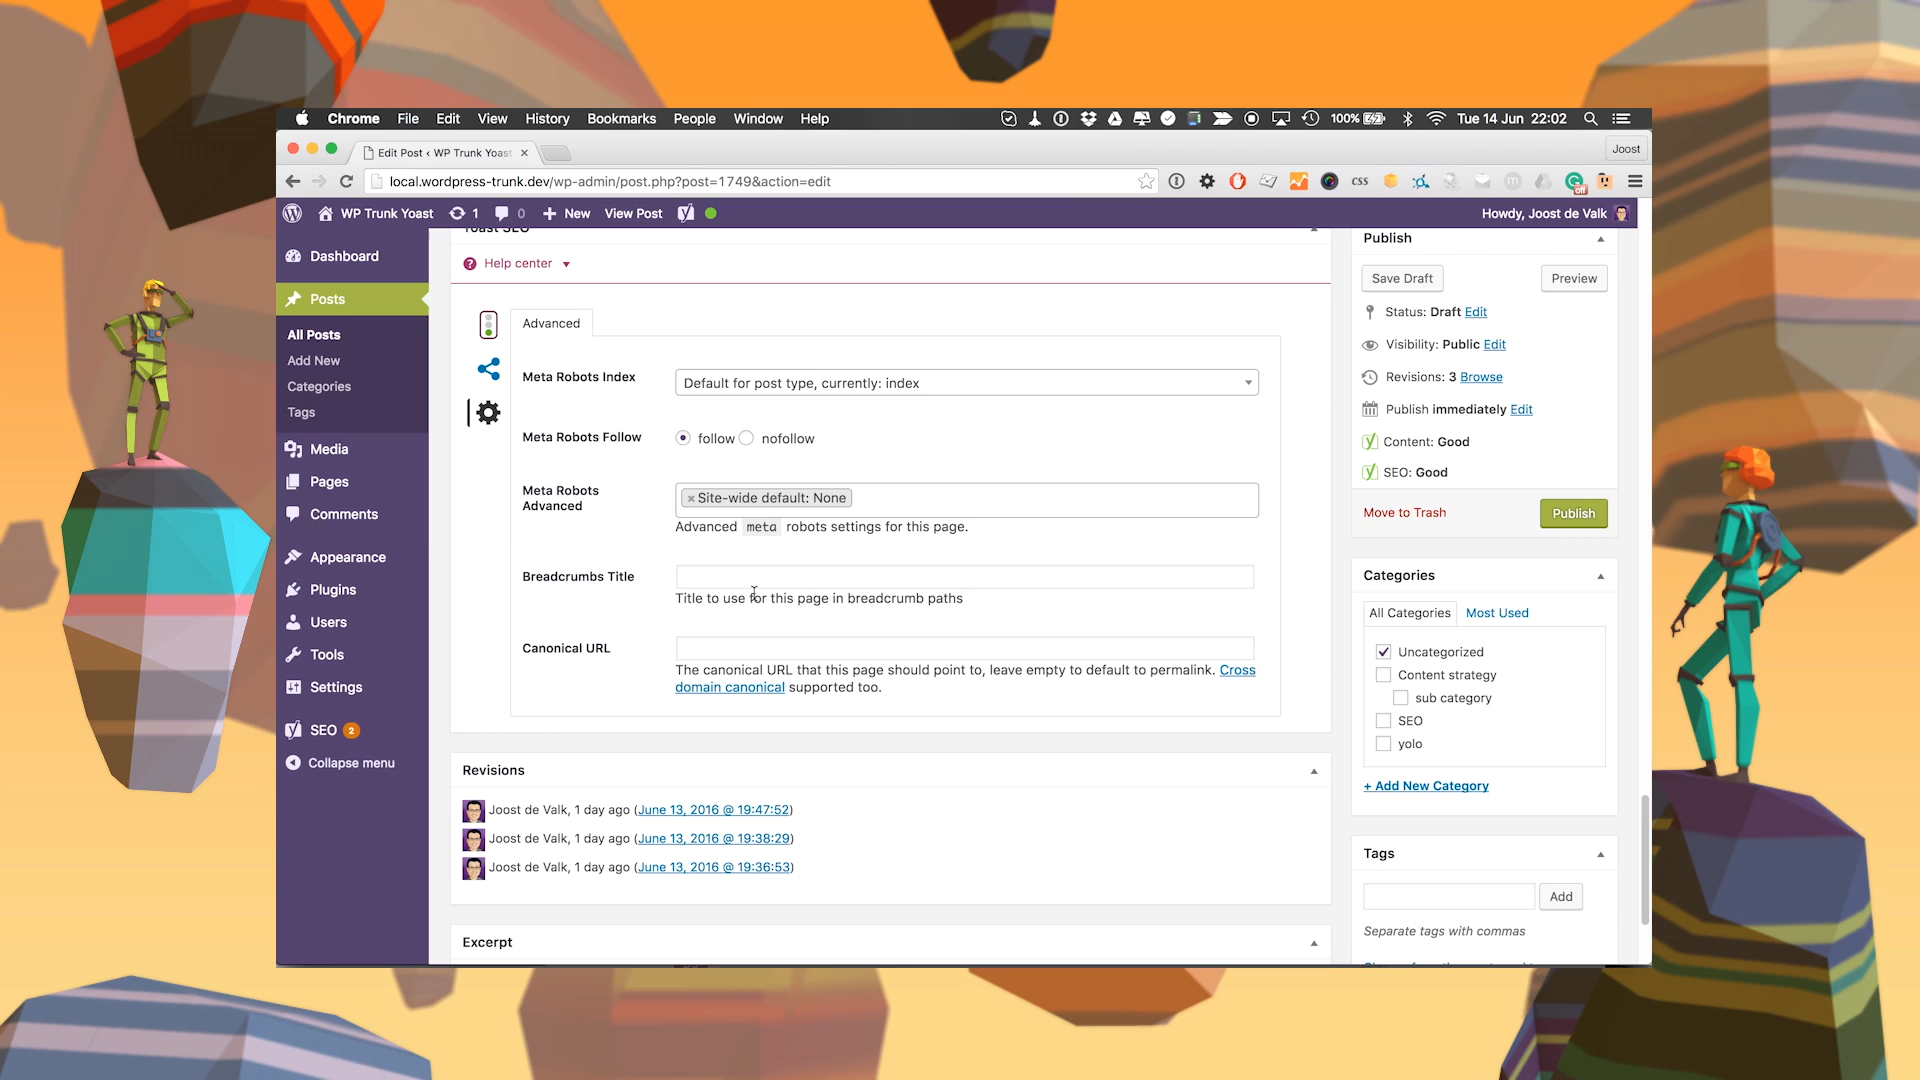 Chrome File Edit View History Bookmarks People Window Help
100% Tue 14 Jun 22:02
Edit Post ‹ WP Trunk Yoast
Joost
local.wordpress-trunk.dev/wp-admin/post.php?post=1749&action=edit
css
off
WP Trunk Yoast 1 0 New View Post
Howdy, Joost de Valk
Dashboard
Posts
All Posts
Add New
Categories
Tags
Media
Pages
Comments
Appearance
Plugins
Users
Tools
Settings
SEO 2
Collapse menu
Yoast SEO
Help center
Advanced
Meta Robots Index
Default for post type, currently: index
Meta Robots Follow
follow nofollow
Meta Robots
Advanced
× Site-wide default: None
Advanced meta robots settings for this page.
Breadcrumbs Title
Title to use for this page in breadcrumb paths
Canonical URL
The canonical URL that this page should point to, leave empty to default to permalink. Cross
domain canonical supported too.
Revisions
Joost de Valk, 1 day ago (June 13, 2016 @ 19:47:52)
Joost de Valk, 1 day ago (June 13, 2016 @ 19:38:29)
Joost de Valk, 1 day ago (June 13, 2016 @ 19:36:53)
Excerpt
Publish
Save Draft Preview
Status: Draft Edit
Visibility: Public Edit
Revisions: 3 Browse
Publish immediately Edit
Content: Good
SEO: Good
Move to Trash Publish
Categories
All Categories Most Used
Uncategorized
Content strategy
sub category
SEO
yolo
+ Add New Category
Tags
Add
Separate tags with commas